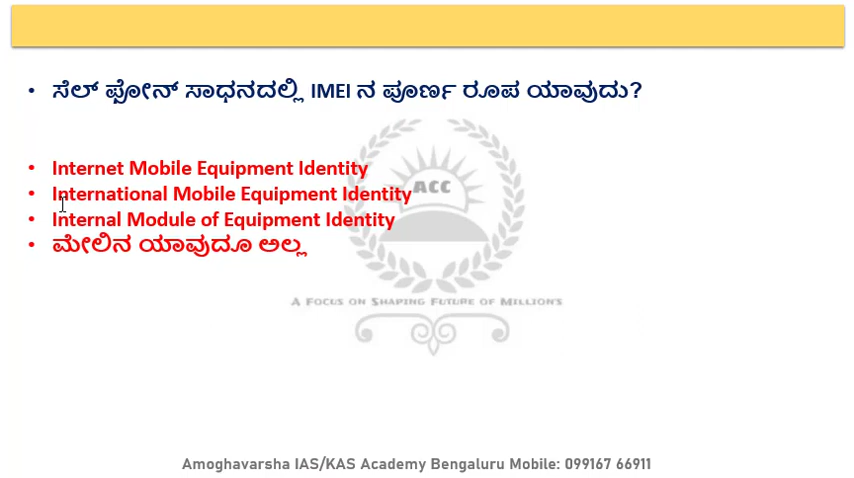 ಸೆಲ್ ಫೋನ್ ಸಾಧನದಲ್ಲಿ IMEI ನ ಪೂರ್ಣ ರೂಪ ಯಾವುದು?
Internet Mobile Equipment Identity
International Mobile Equipment Identity
Internal Module of Equipment Identity
ಮೇಲಿನ ಯಾವುದೂ ಅಲ್ಲ
ACC
A Focus on Shaping Future of Millions
Amoghavarsha IAS/KAS Academy Bengaluru Mobile: 099167 66911